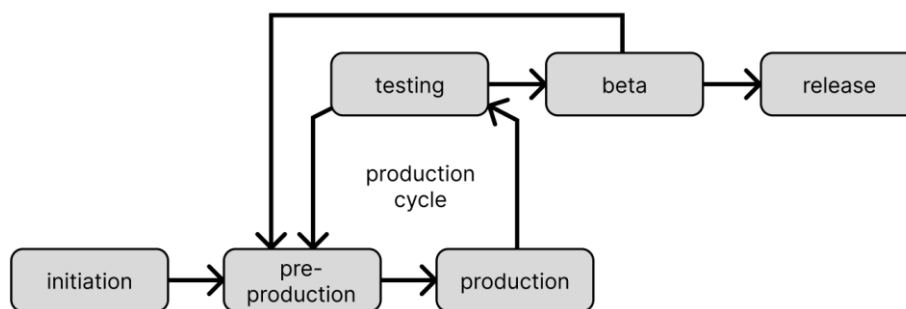 testing
beta
release
production
cycle
initiation
pre-
production
production